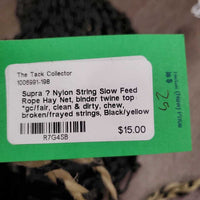 The Tack Collector
1006991-198
Supra ? Nylon String Slow Feed
Rope Hay Net, binder twine top
*gc/fair, clean & dirty, chew,
broken/frayed strings, Black/yellow
$15.00
R7G4SB